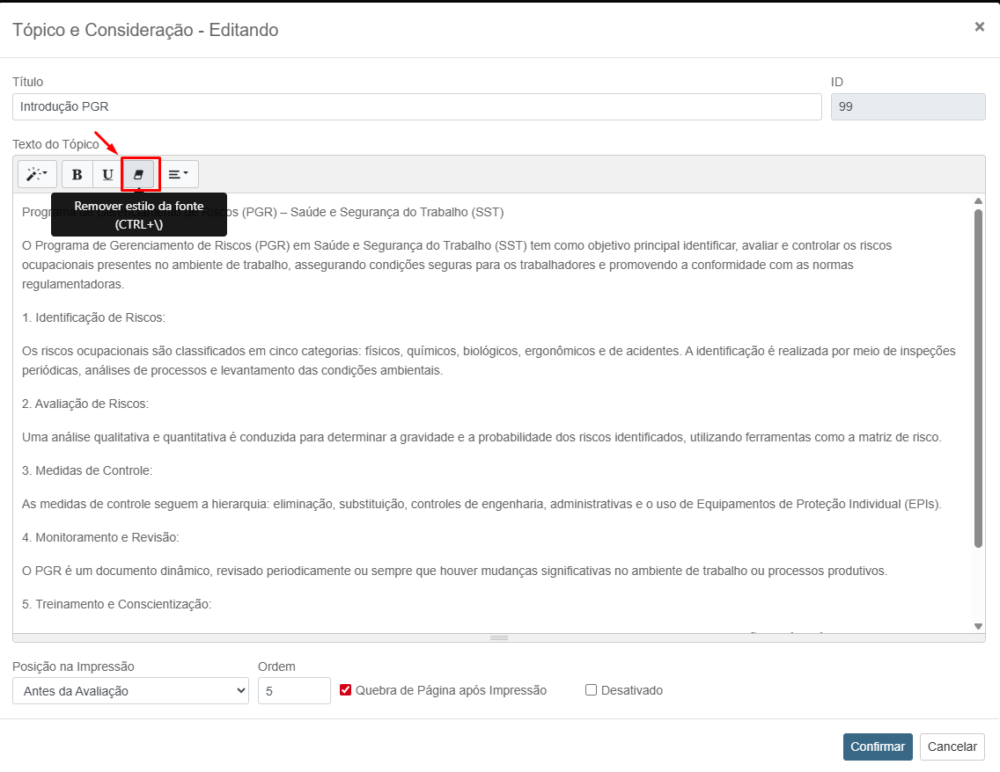 Tópico e Consideração - Editando
×
Título
ID
Introdução PGR
99
Texto do Tópico
B U
Remover estilo da fonte
(CTRL+\)
Programa de Gerenciamento de Riscos (PGR) – Saúde e Segurança do Trabalho (SST)
O Programa de Gerenciamento de Riscos (PGR) em Saúde e Segurança do Trabalho (SST) tem como objetivo principal identificar, avaliar e controlar os riscos
ocupacionais presentes no ambiente de trabalho, assegurando condições seguras para os trabalhadores e promovendo a conformidade com as normas
regulamentadoras.
1. Identificação de Riscos:
Os riscos ocupacionais são classificados em cinco categorias: físicos, químicos, biológicos, ergonômicos e de acidentes. A identificação é realizada por meio de inspeções
periódicas, análises de processos e levantamento das condições ambientais.
2. Avaliação de Riscos:
Uma análise qualitativa e quantitativa é conduzida para determinar a gravidade e a probabilidade dos riscos identificados, utilizando ferramentas como a matriz de risco.
3. Medidas de Controle:
As medidas de controle seguem a hierarquia: eliminação, substituição, controles de engenharia, administrativas e o uso de Equipamentos de Proteção Individual (EPIs).
4. Monitoramento e Revisão:
O PGR é um documento dinâmico, revisado periodicamente ou sempre que houver mudanças significativas no ambiente de trabalho ou processos produtivos.
5. Treinamento e Conscientização:
Posição na Impressão
Ordem
Antes da Avaliação
5
Quebra de Página após Impressão
Desativado
Confirmar
Cancelar